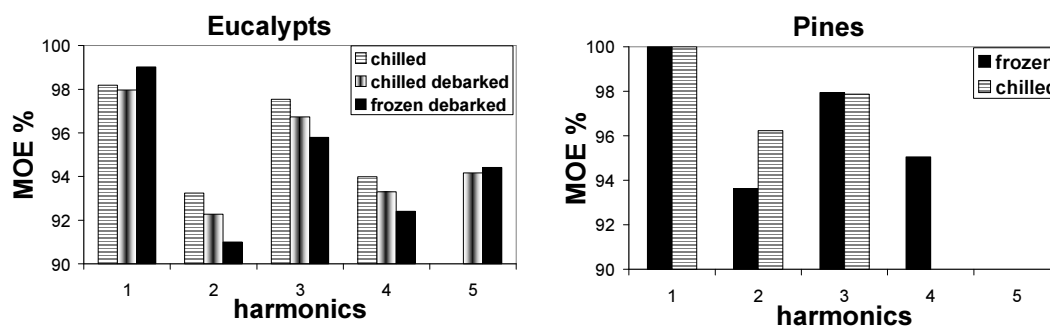 Eucalypts
100
98
96
94
92
90
MOE %
chilled
chilled debarked
frozen debarked
1 2 3 4 5
harmonics
Pines
100
98
96
94
92
90
MOE %
frozen
chilled
1 2 3 4 5
harmonics